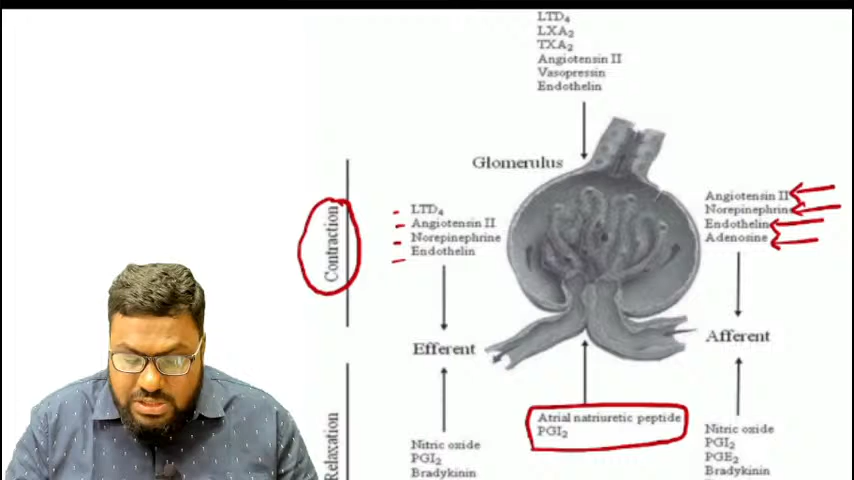 LTD4
LXA2
TXA2
Angiotensin II
Vasopressin
Endothelin
Glomerulus
Contraction
LTD4
Angiotensin II
Norepinephrine
Endothelin
Efferent
Angiotensin II
Norepinephrine
Endothelin
Adenosine
Afferent
Atrial natriuretic peptide
PGI2
Relaxation
Nitric oxide
PGI2
Bradykinin
Nitric oxide
PGI2
PGE2
Bradykinin